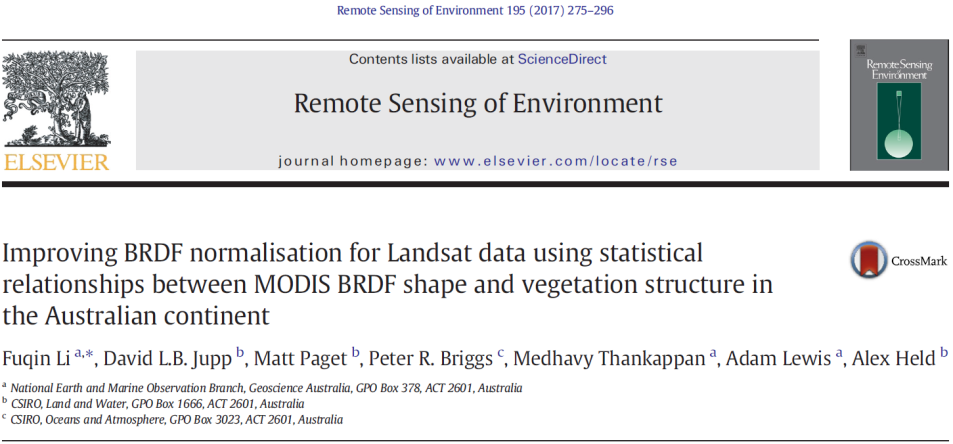 Remote Sensing of Environment 195 (2017) 275–296
Contents lists available at ScienceDirect
Remote Sensing of Environment
journal homepage: www.elsevier.com/locate/rse
ELSEVIER
Remote Sensing
Environment
Improving BRDF normalisation for Landsat data using statistical
relationships between MODIS BRDF shape and vegetation structure in
the Australian continent
CrossMark
Fuqin Li a,*, David L.B. Jupp b, Matt Paget b, Peter R. Briggs c, Medhavy Thankappan a, Adam Lewis a, Alex Held b
a National Earth and Marine Observation Branch, Geoscience Australia, GPO Box 378, ACT 2601, Australia
b CSIRO, Land and Water, GPO Box 1666, ACT 2601, Australia
c CSIRO, Oceans and Atmosphere, GPO Box 3023, ACT 2601, Australia